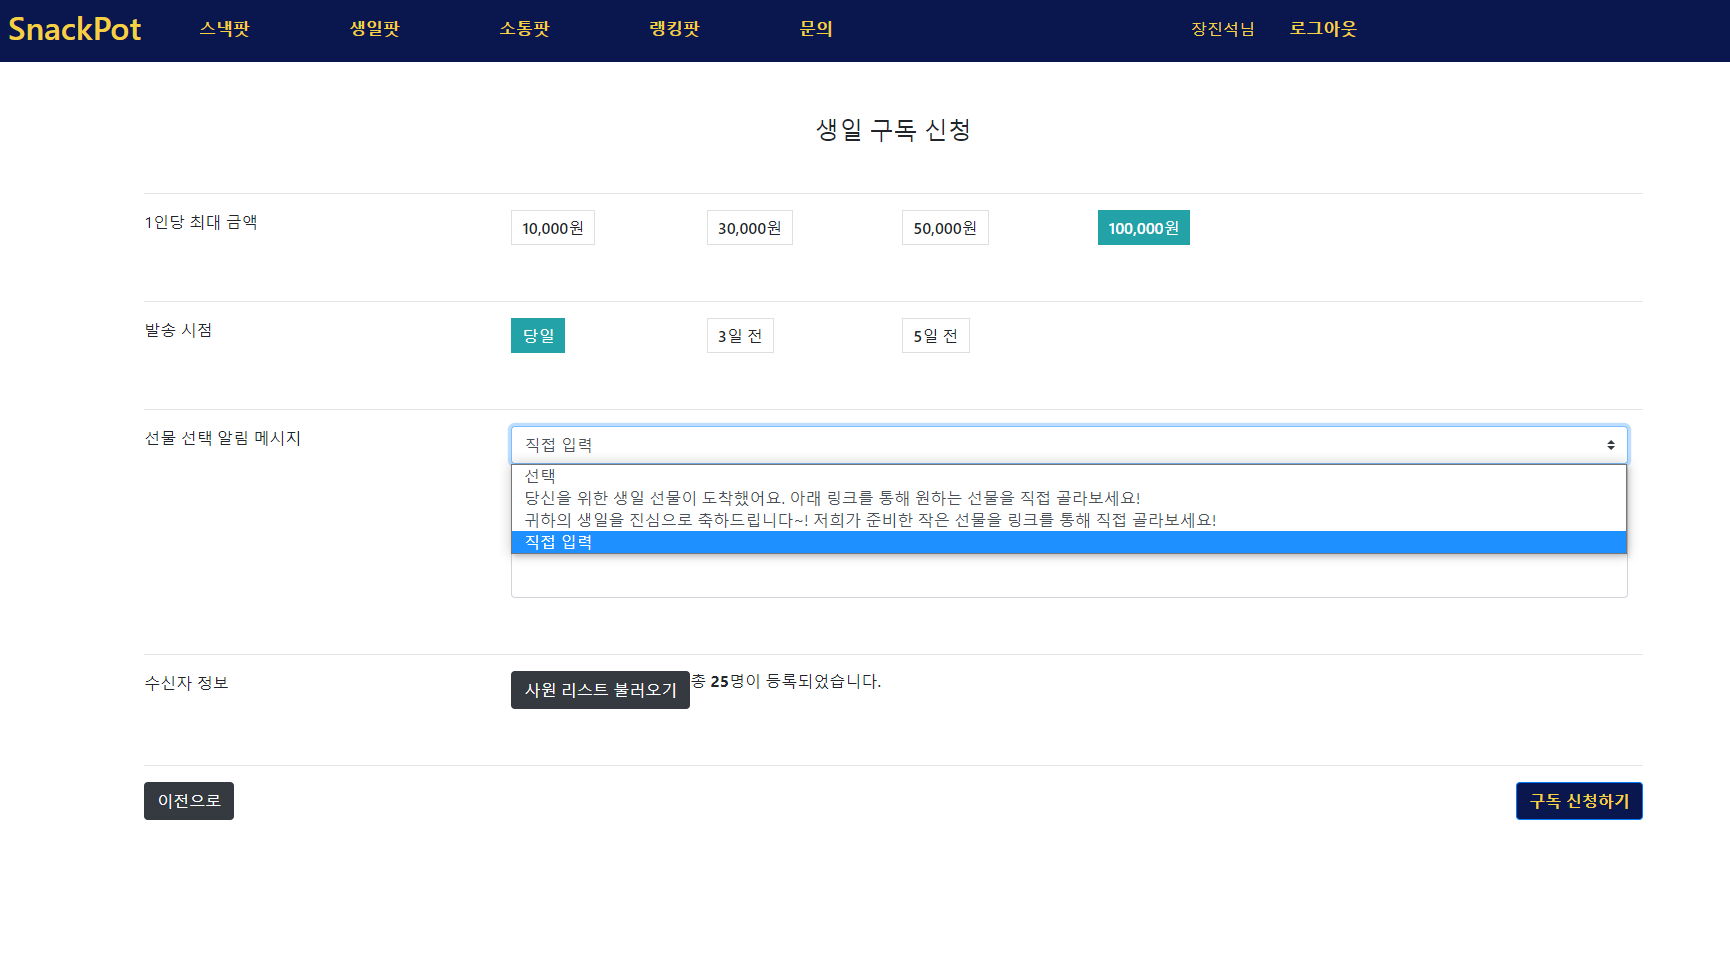 SnackPot 스낵팟 생일팟 소통팟 랭킹팟 문의 장진석님 로그아웃
생일 구독 신청
1인당 최대 금액 10,000원 30,000원 50,000원 100,000원
발송 시점 당일 3일 전 5일 전
선물 선택 알림 메시지 직접 입력
선택
당신을 위한 생일 선물이 도착했어요. 아래 링크를 통해 원하는 선물을 직접 골라보세요!
귀하의 생일을 진심으로 축하드립니다~! 저희가 준비한 작은 선물을 링크를 통해 직접 골라보세요!
직접 입력
수신자 정보 사원 리스트 불러오기 총 25명이 등록되었습니다.
이전으로 구독 신청하기